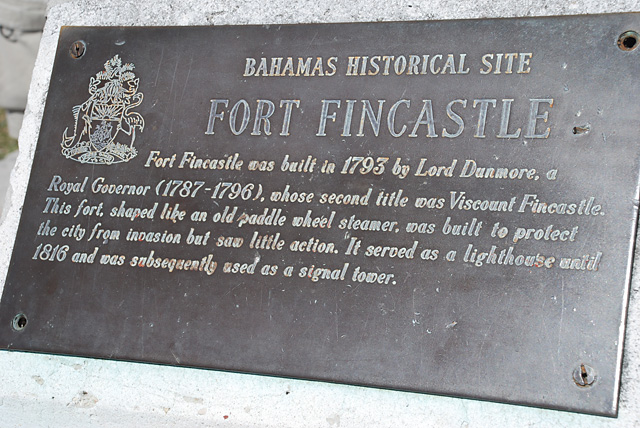 BAHAMAS HISTORICAL SITE
FORT FINCASTLE
Fort Fincastle was built in 1793 by Lord Dunmore, a
Royal Governor (1787-1796), whose second title was Viscount Fincastle.
This fort, shaped like an old paddle wheel steamer, was built to protect
the city from invasion but saw little action. It served as a lighthouse until
1816 and was subsequently used as a signal tower.